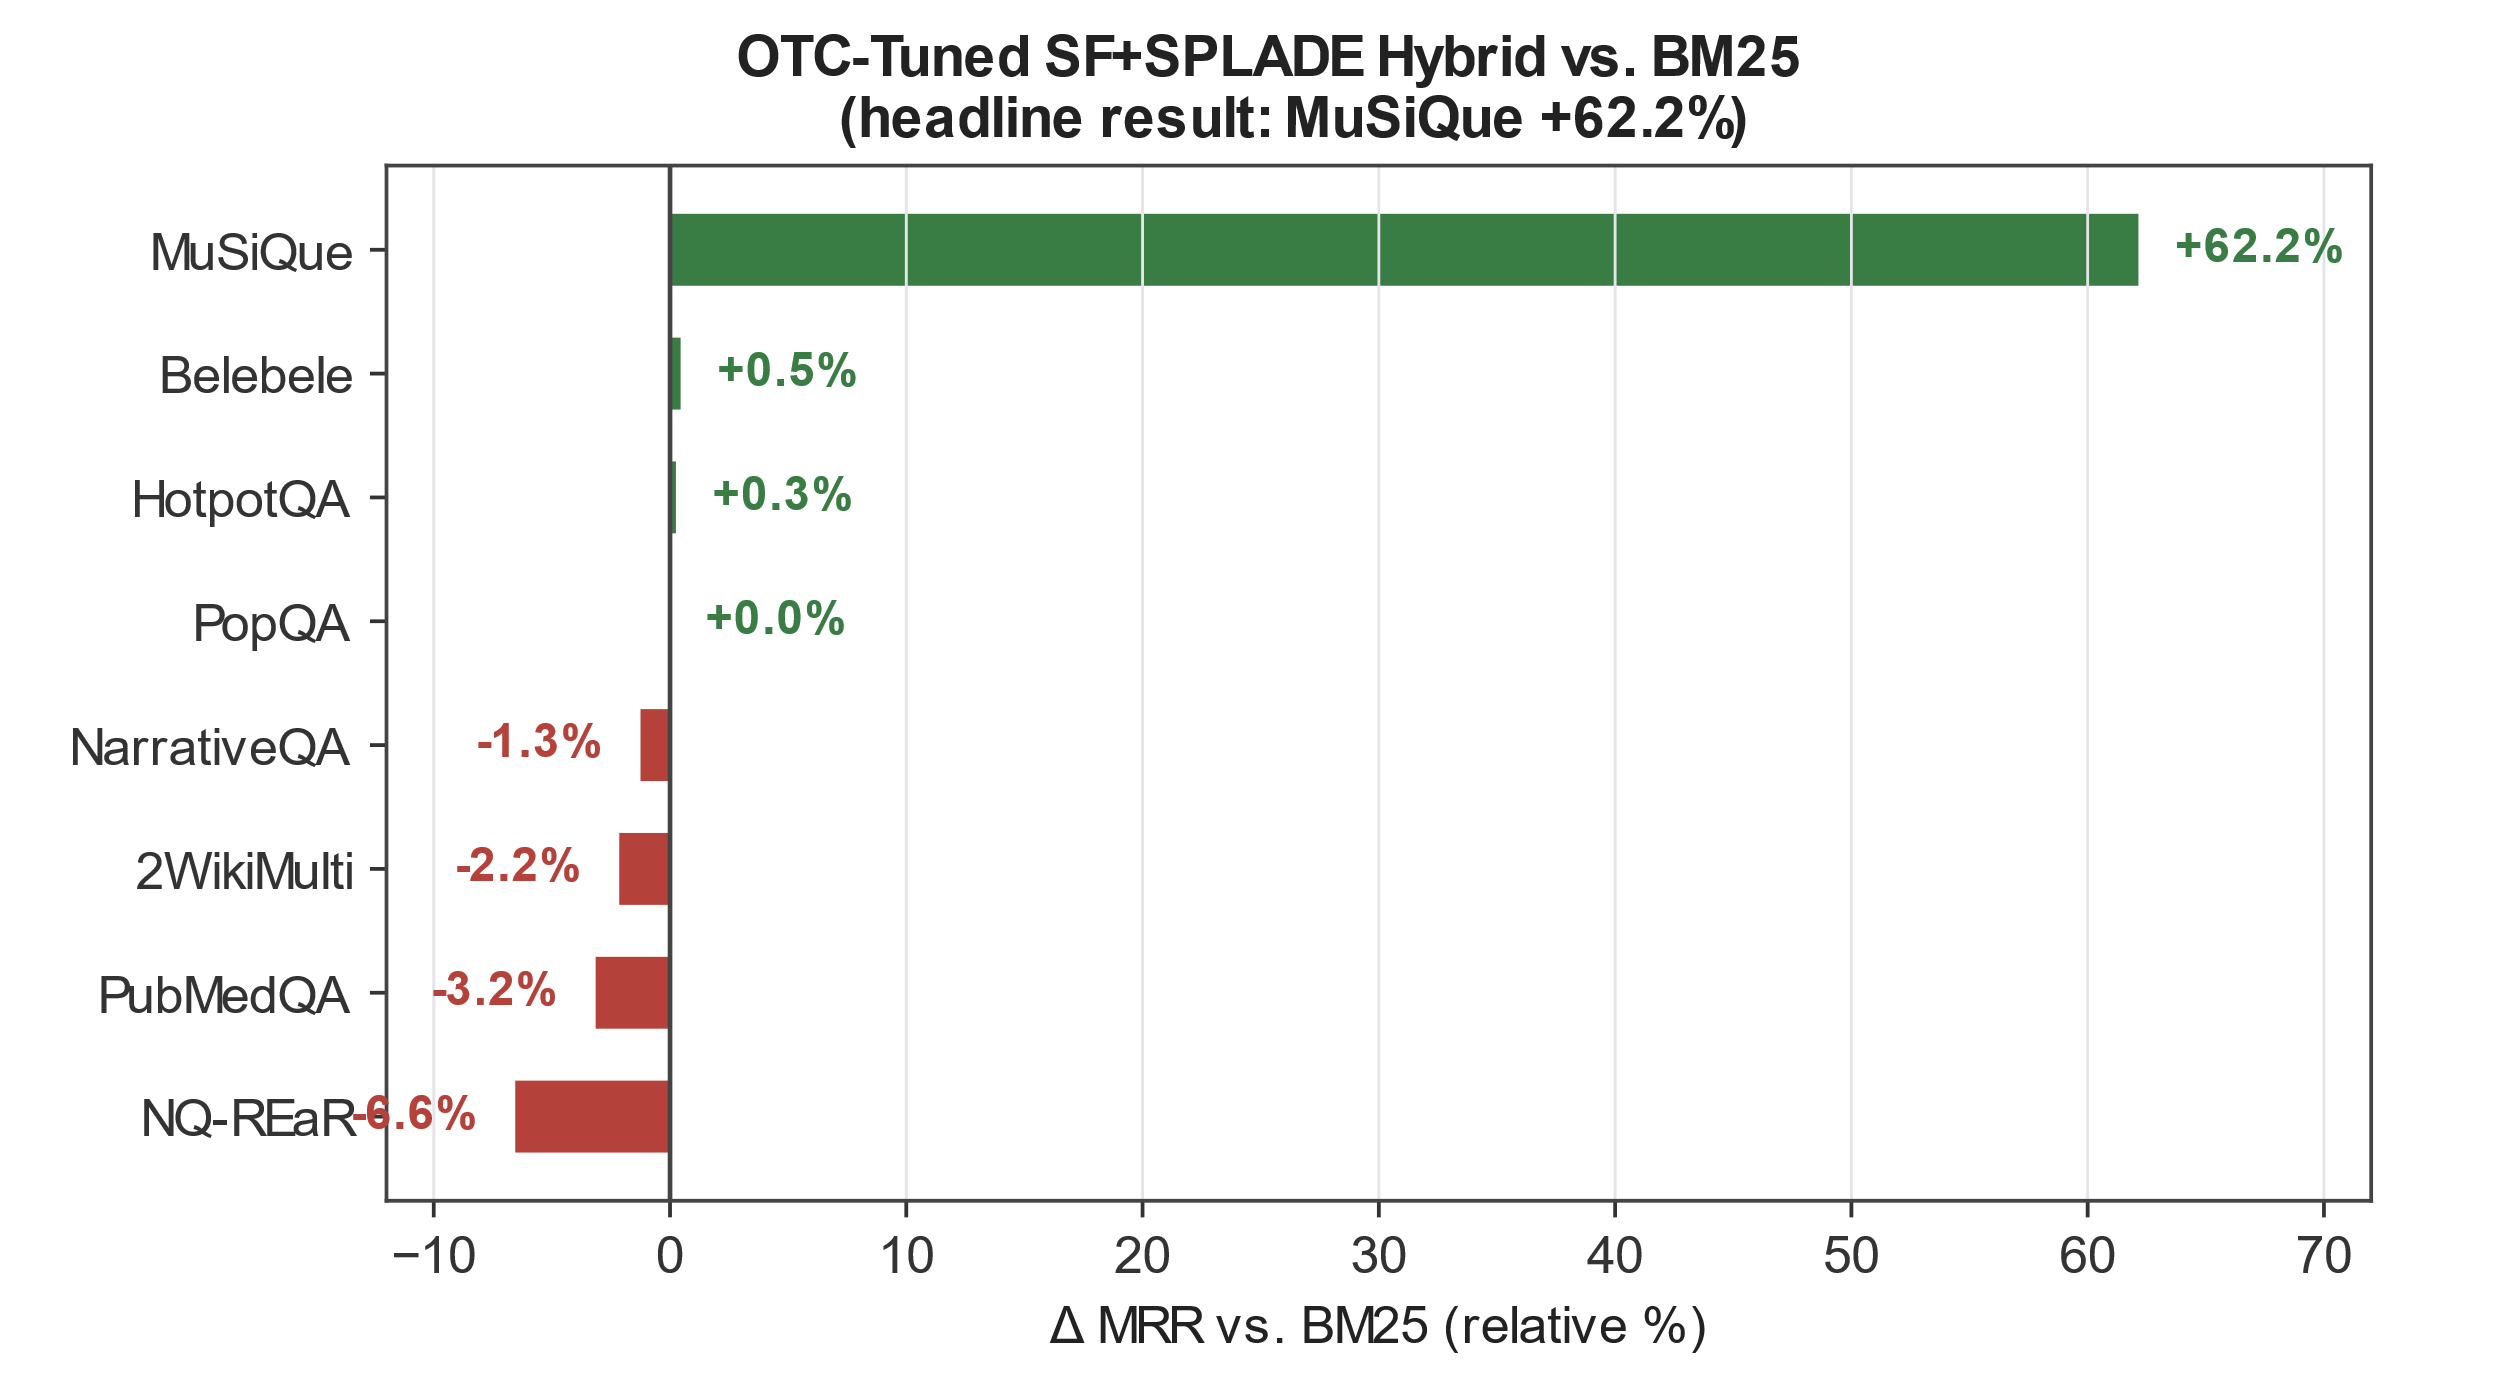 OTC-Tuned SF+SPLADE Hybrid vs. BM25
(headline result: MuSiQue +62.2%)
MuSiQue +62.2%
Belebele +0.5%
HotpotQA +0.3%
PopQA +0.0%
NarrativeQA -1.3%
2WikiMulti -2.2%
PubMedQA -3.2%
NQ-REaR -6.6%
−10 0 10 20 30 40 50 60 70
Δ MRR vs. BM25 (relative %)